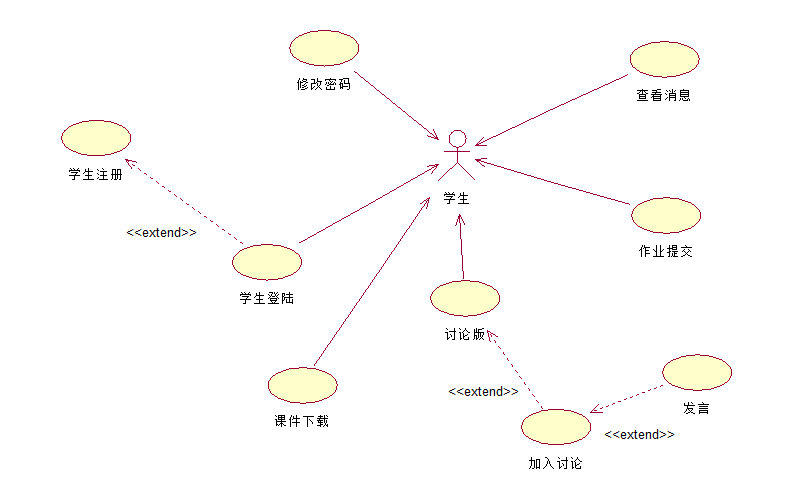 修改密码
查看消息
学生注册
学生
<<extend>>
作业提交
学生登陆
讨论版
<<extend>>
发言
课件下载
<<extend>>
加入讨论